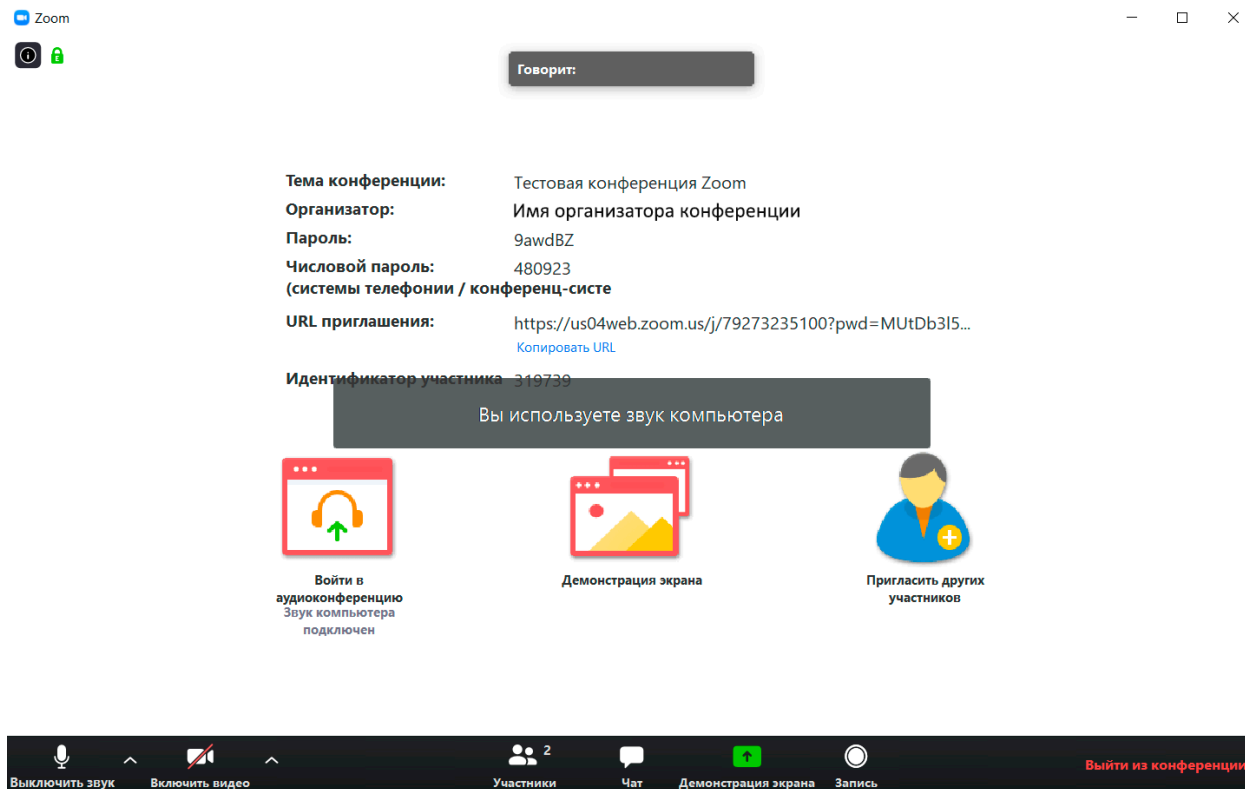 Zoom
Говорит:
Тема конференции: Тестовая конференция Zoom
Организатор: Имя организатора конференции
Пароль: 9awdBZ
Числовой пароль: 480923
(системы телефонии / конференц-систе
URL приглашения: https://us04web.zoom.us/j/79273235100?pwd=MUtDb3l5...
Копировать URL
Идентификатор участника 319739
Вы используете звук компьютера
Войти в
аудиоконференцию
Звук компьютера
подключен
Демонстрация экрана
Пригласить других
участников
2
Выключить звук Включить видео Участники Чат Демонстрация экрана Запись Выйти из конференции